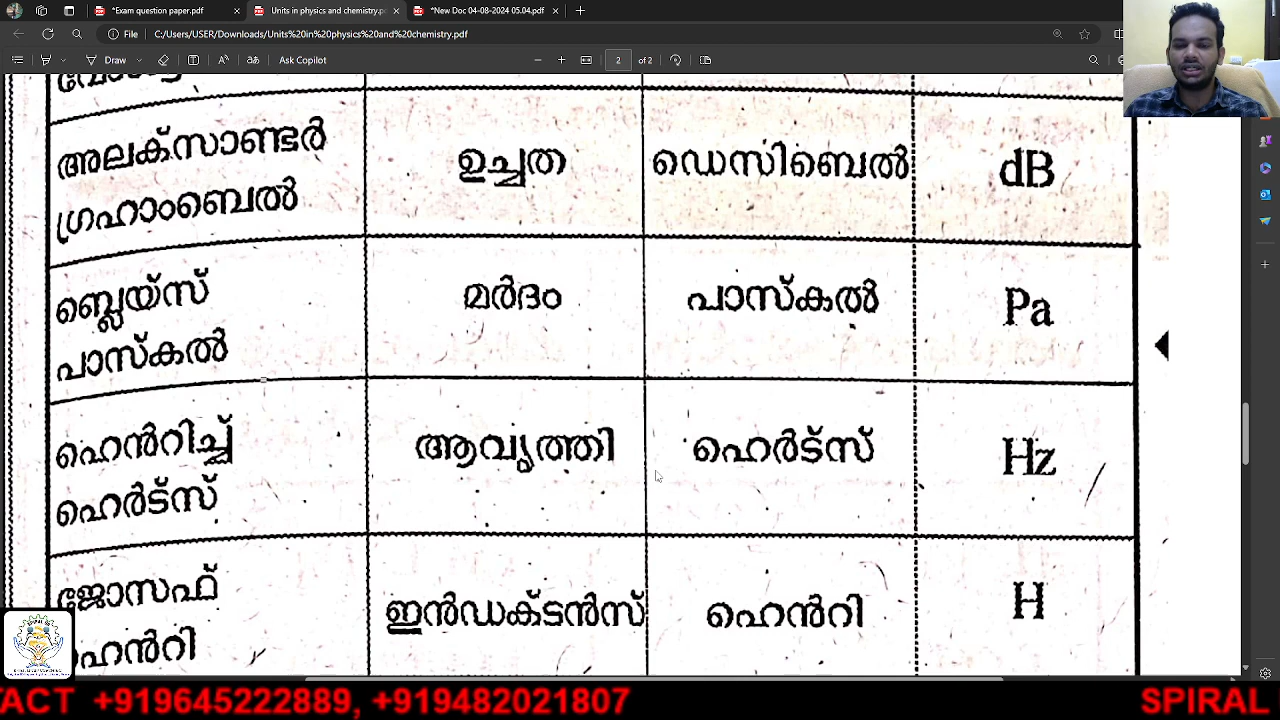 *Exam question paper.pdf
Units in physics and chemistry.p
*New Doc 04-08-2024 05.04.pdf
File C:/Users/USER/Downloads/Units%20in%20physics%20and%20chemistry.pdf
Draw Ask Copilot 2 of 2
അലക്സാണ്ടർ
ഗ്രഹാംബെൽ
ഉച്ചത ഡെസിബെൽ dB
ബ്ലെയ്സ്
പാസ്കൽ
മർദം പാസ്കൽ Pa
ഹെൻറിച്ച്
ഹെർട്സ്
ആവൃത്തി ഹെർട്സ് Hz
ജോസഫ്
ഹെൻറി
ഇൻഡക്ടൻസ് ഹെൻറി H
TACT +919645222889, +919482021807 SPIRAL